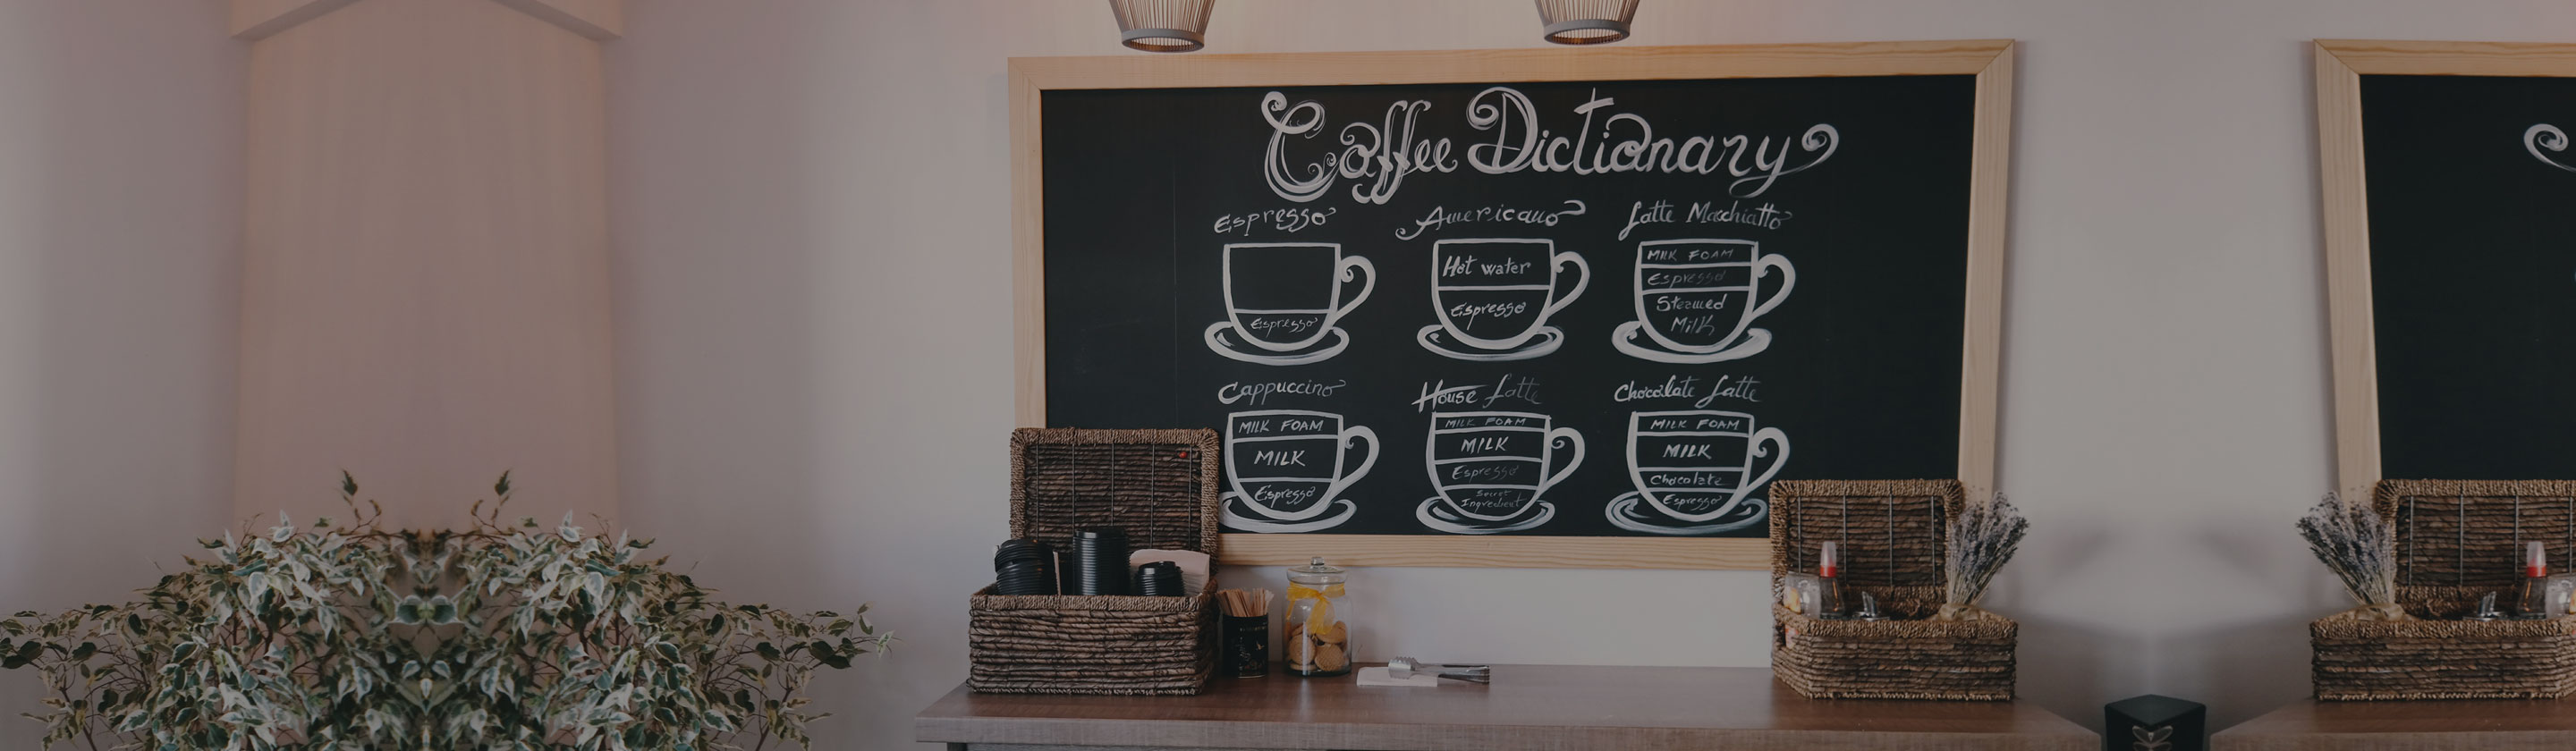 Coffee Dictionary
Espresso
Espresso
Americano
Hot water
Espresso
Latte Macchiatto
MILK FOAM
Espresso
Steamed
Milk
Cappuccino
MILK FOAM
MILK
Espresso
House Latte
MILK FOAM
MILK
Espresso
Secret
Ingredient
Chocolate Latte
MILK FOAM
MILK
Chocolate
Espresso